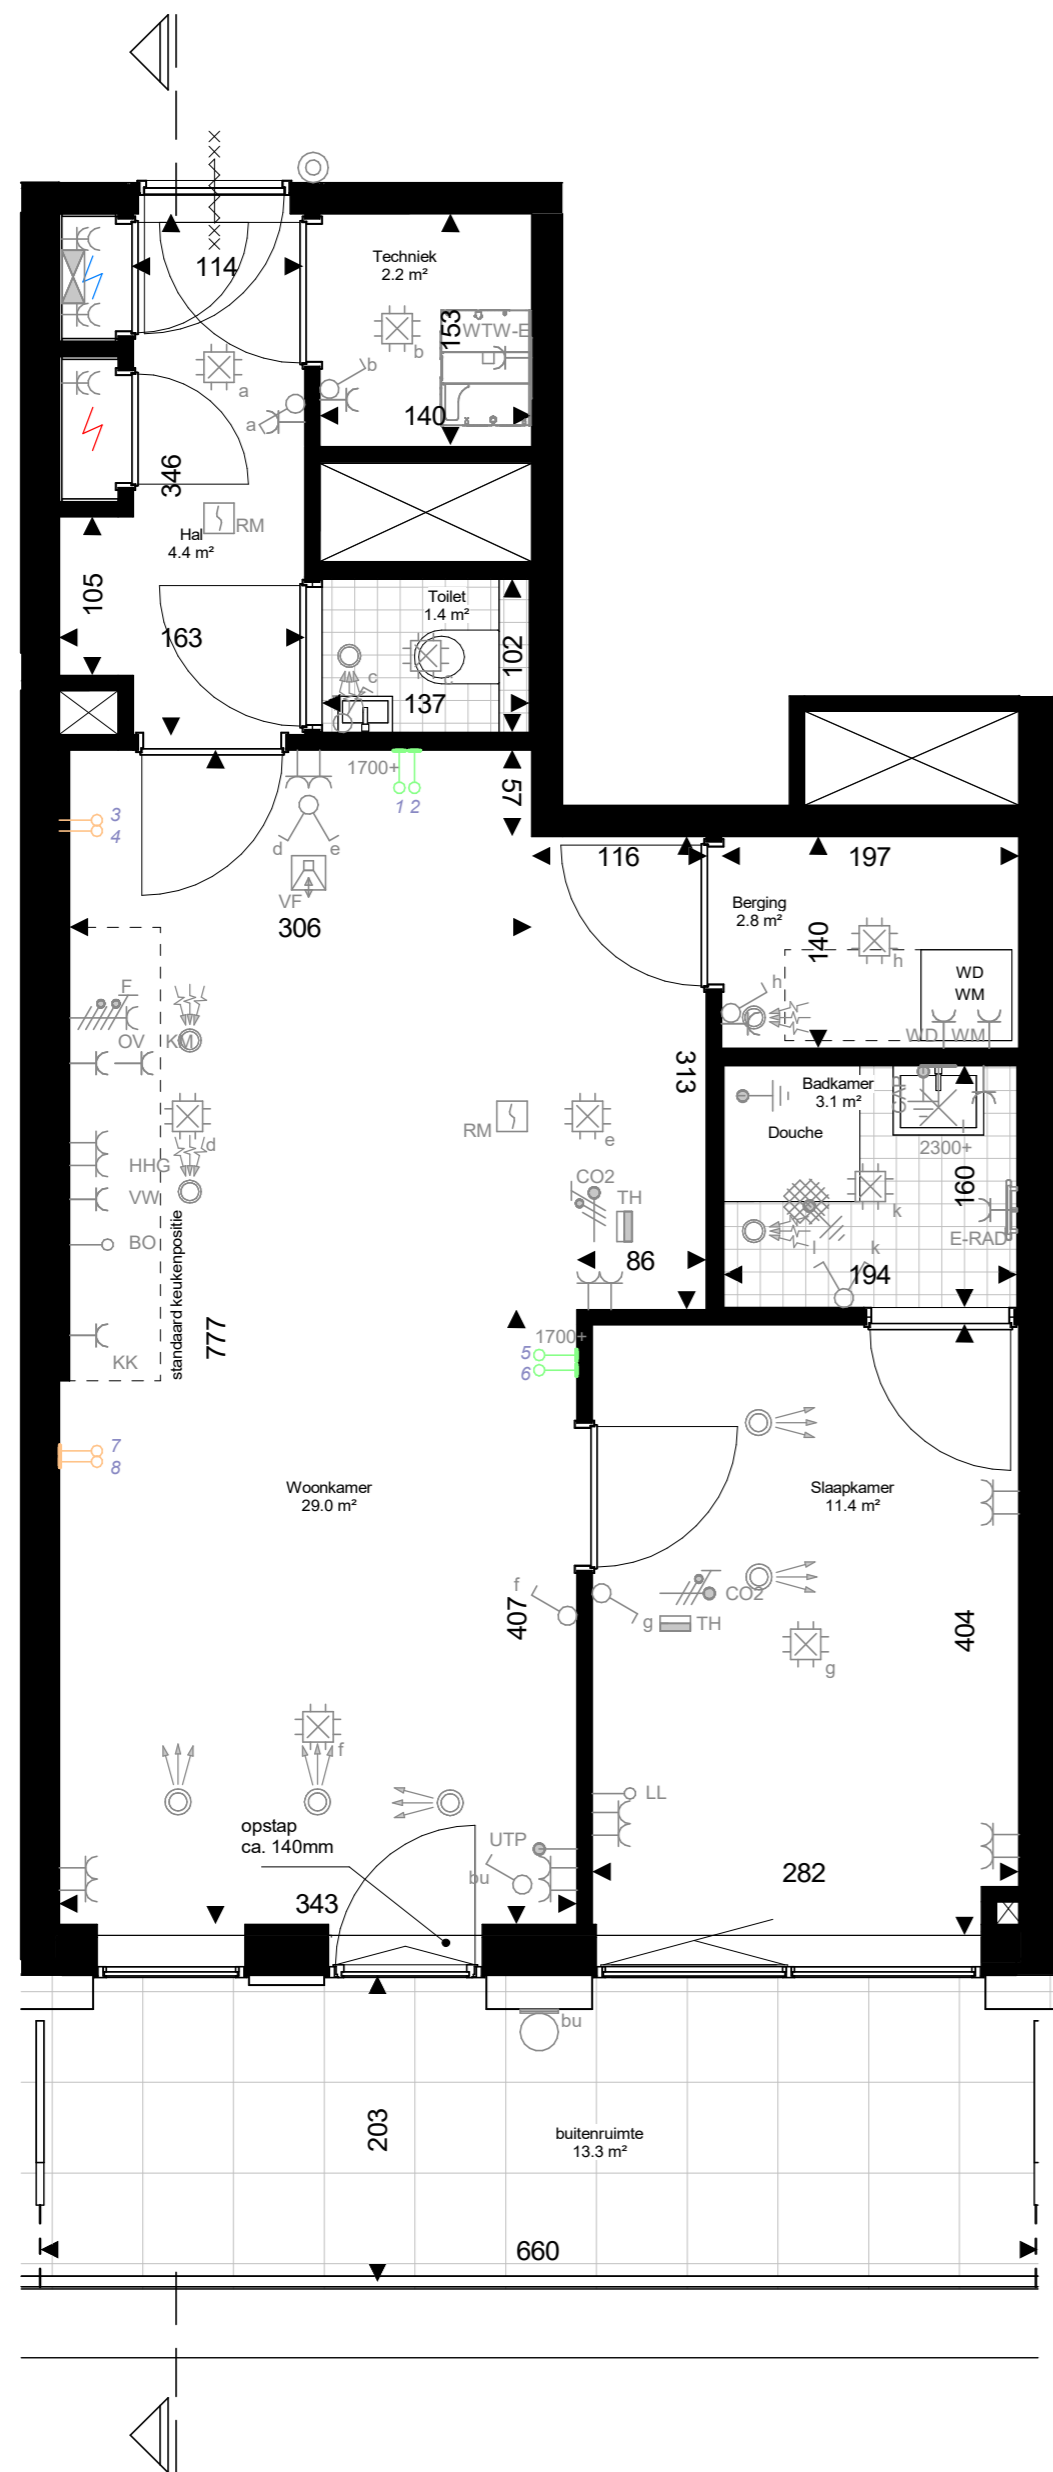 114
Techniek
2.2 m²
153
WTW-E
b
a
b
140
a
346
RM
Hal
4.4 m²
105
163
Toilet
1.4 m²
102
c
c
137
1700+
1 2
57
3
4
d
e
VF
306
116
197
Berging
2.8 m²
140
h
WD
WM
h
WD
WM
F
OV
KM
313
Badkamer
3.1 m²
Douche
2300+
RM
e
d
HHG
VW
BO
KK
standaard keukenpositie
CO2
TH
86
160
k
E-RAD
l
k
194
777
1700+
5
6
7
8
Woonkamer
29.0 m²
Slaapkamer
11.4 m²
f
407
g
CO2
TH
g
404
f
opstap
ca. 140mm
UTP
bu
LL
343
282
bu
203
buitenruimte
13.3 m²
660